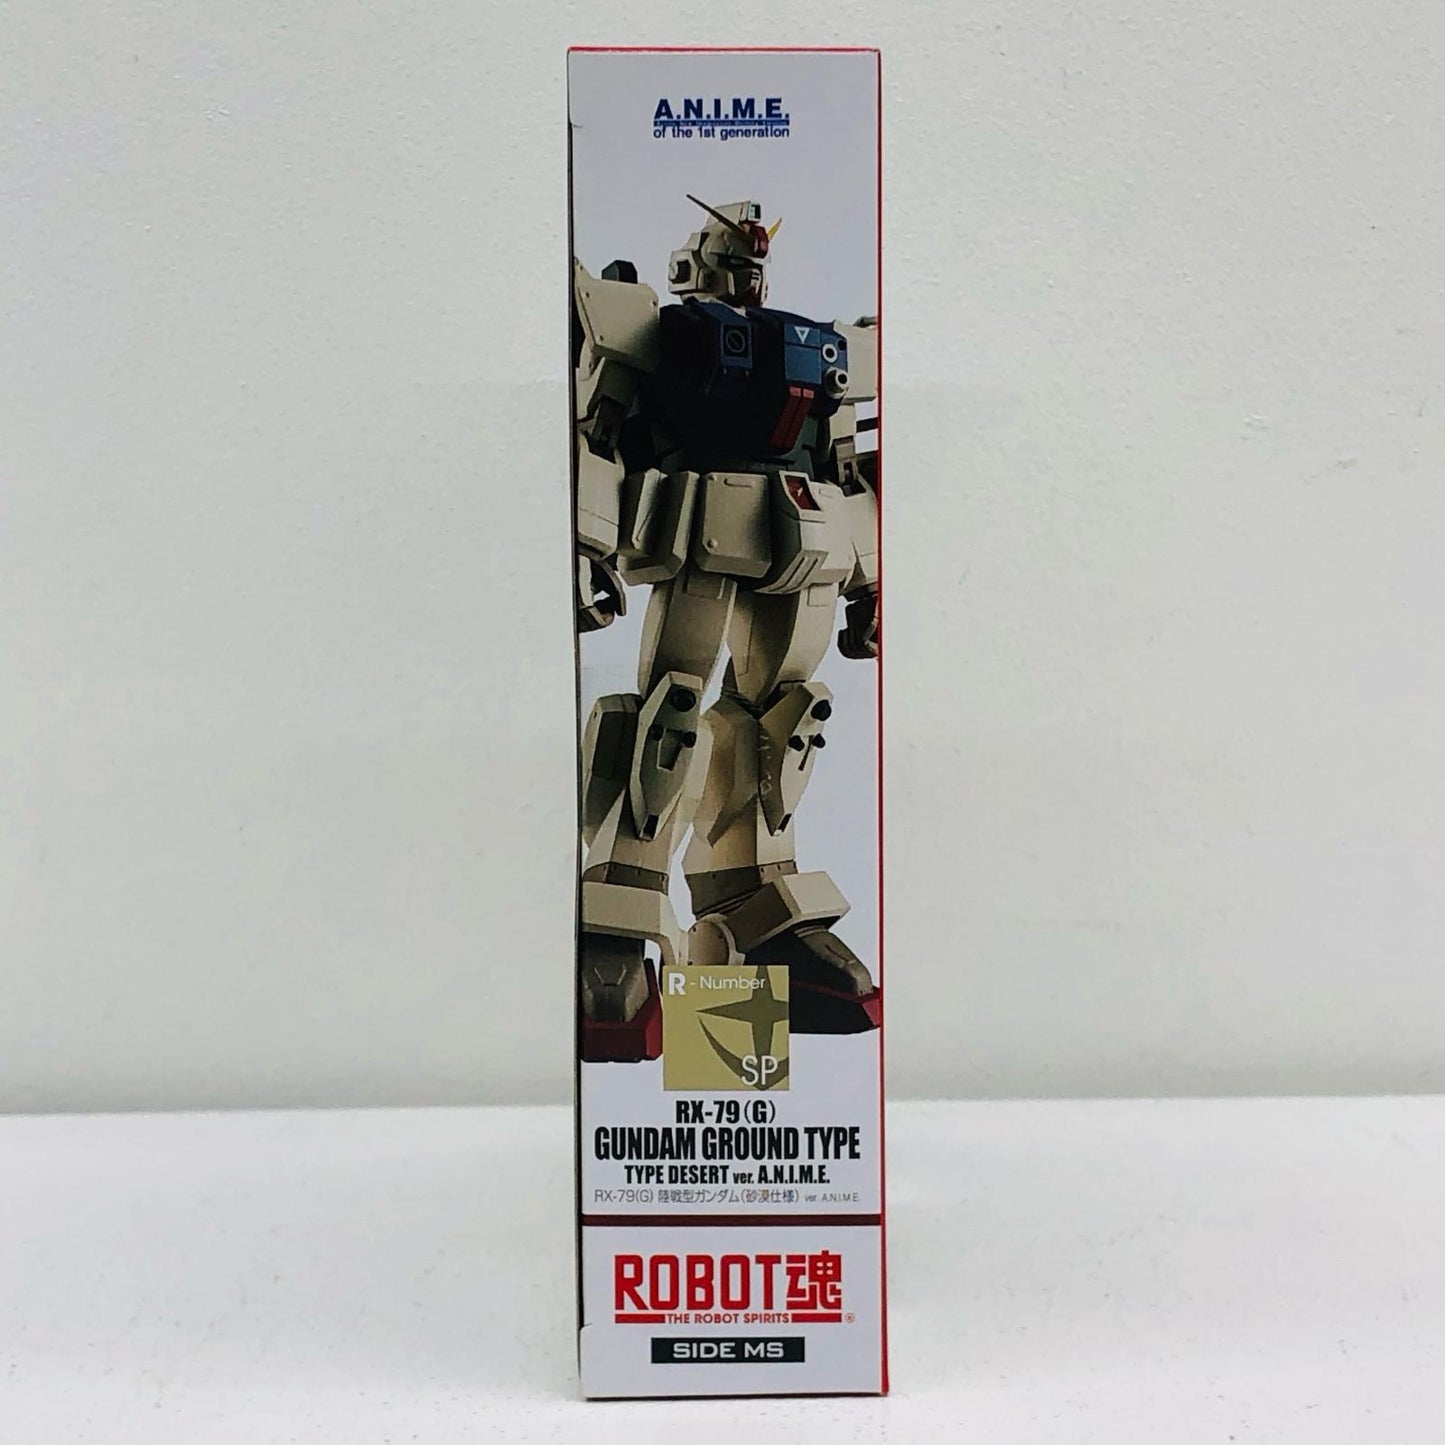 A.N.I.M.E.
of the 1st generation
R - Number
SP
RX-79(G)
GUNDAM GROUND TYPE
TYPE DESERT ver. A.N.I.M.E.
RX-79(G) 陸戦型ガンダム(砂漠仕様) ver. A.N.I.M.E.
ROBOT魂
THE ROBOT SPIRITS ®
SIDE MS